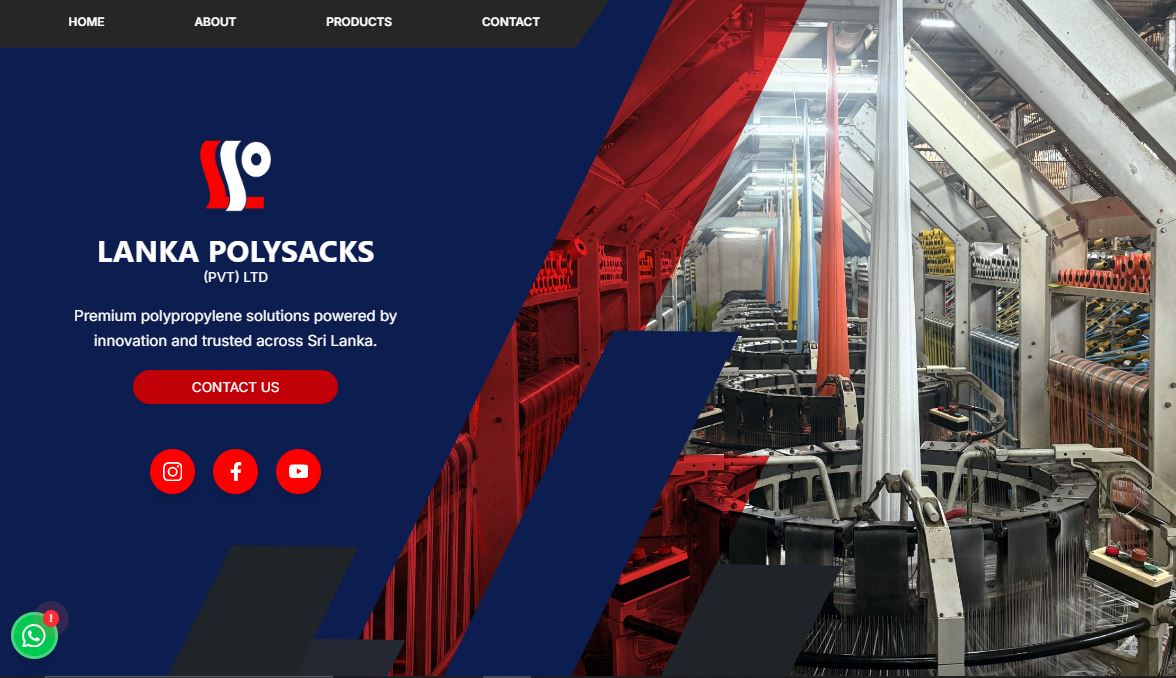 HOME ABOUT PRODUCTS CONTACT
LANKA POLYSACKS
(PVT) LTD
Premium polypropylene solutions powered by
innovation and trusted across Sri Lanka.
CONTACT US
!